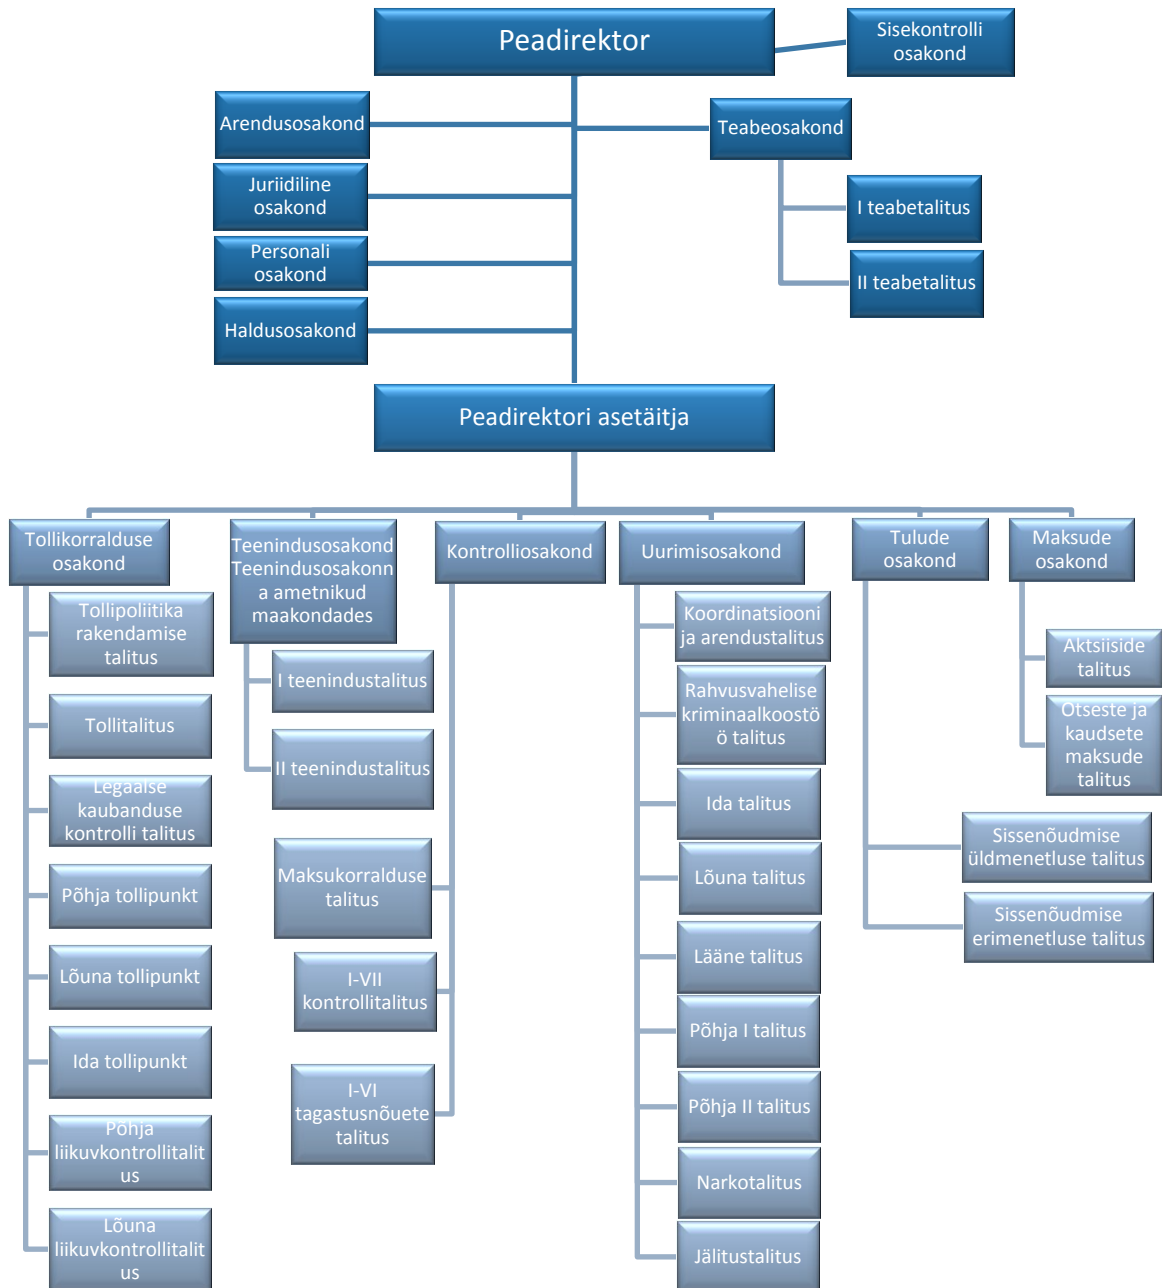 Peadirektor
Sisekontrolli
osakond
Arendusosakond
Teabeosakond
Juriidiline
osakond
I teabetalitus
Personali
osakond
II teabetalitus
Haldusosakond
Peadirektori asetäitja
Tollikorralduse
osakond
Tollipoliitika
rakendamise
talitus
Tollitalitus
Legaalse
kaubanduse
kontrolli talitus
Põhja tollipunkt
Lõuna tollipunkt
Ida tollipunkt
Põhja
liikuvkontrollitalit
us
Lõuna
liikuvkontrollitalit
us
Teenindusosakond
Teenindusosakonn
a ametnikud
maakondades
I teenindustalitus
II teenindustalitus
Kontrolliosakond
Maksukorralduse
talitus
I-VII
kontrollitalitus
I-VI
tagastusnõuete
talitus
Uurimisosakond
Koordinatsiooni
ja arendustalitus
Rahvusvahelise
kriminaalkoostö
ö talitus
Ida talitus
Lõuna talitus
Lääne talitus
Põhja I talitus
Põhja II talitus
Narkotalitus
Jälitustalitus
Tulude
osakond
Sissenõudmise
üldmenetluse talitus
Sissenõudmise
erimenetluse talitus
Maksude
osakond
Aktsiiside
talitus
Otseste ja
kaudsete
maksude
talitus